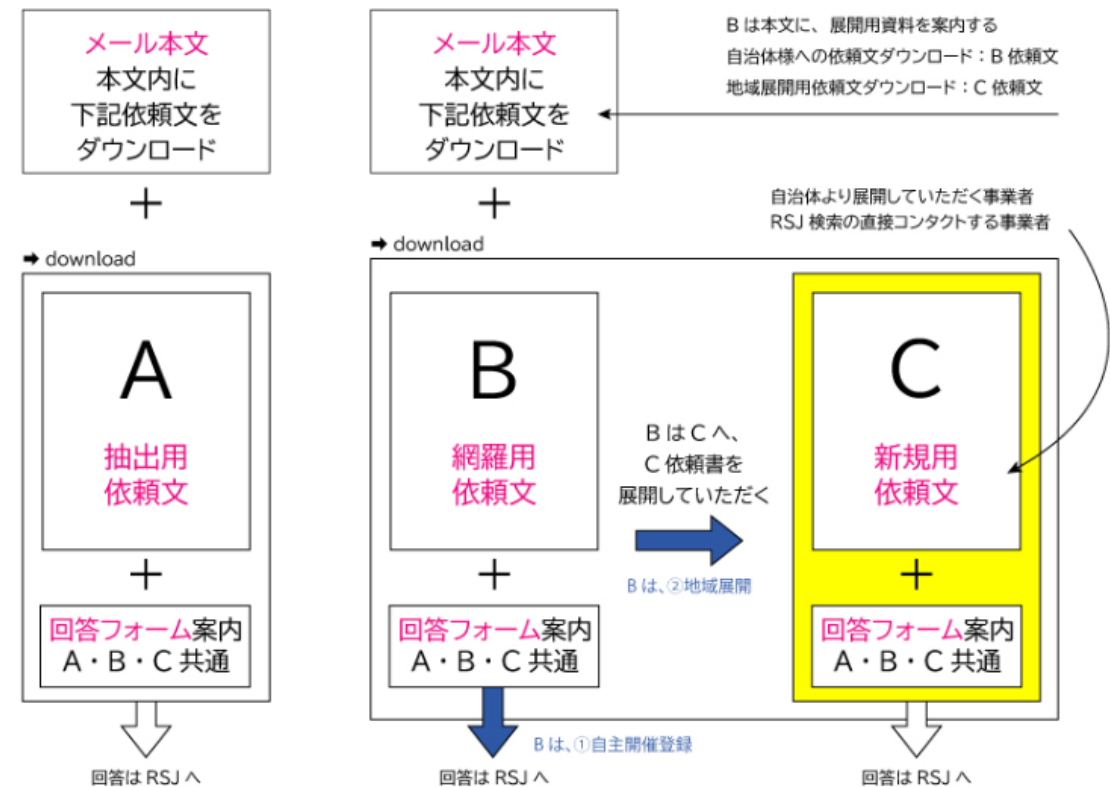 メール本文
本文内に
下記依頼文を
ダウンロード
+
➡ download
A
抽出用
依頼文
+
回答フォーム案内
A・B・C 共通
回答は RSJ へ
メール本文
本文内に
下記依頼文を
ダウンロード
B は本文に、展開用資料を案内する
自治体様への依頼文ダウンロード：B 依頼文
地域展開用依頼文ダウンロード：C 依頼文
+
➡ download
自治体より展開していただく事業者
RSJ 検索の直接コンタクトする事業者
B
網羅用
依頼文
+
回答フォーム案内
A・B・C 共通
B は、①自主開催登録
回答は RSJ へ
B は C へ、
C 依頼書を
展開していただく
B は、②地域展開
C
新規用
依頼文
+
回答フォーム案内
A・B・C 共通
回答は RSJ へ